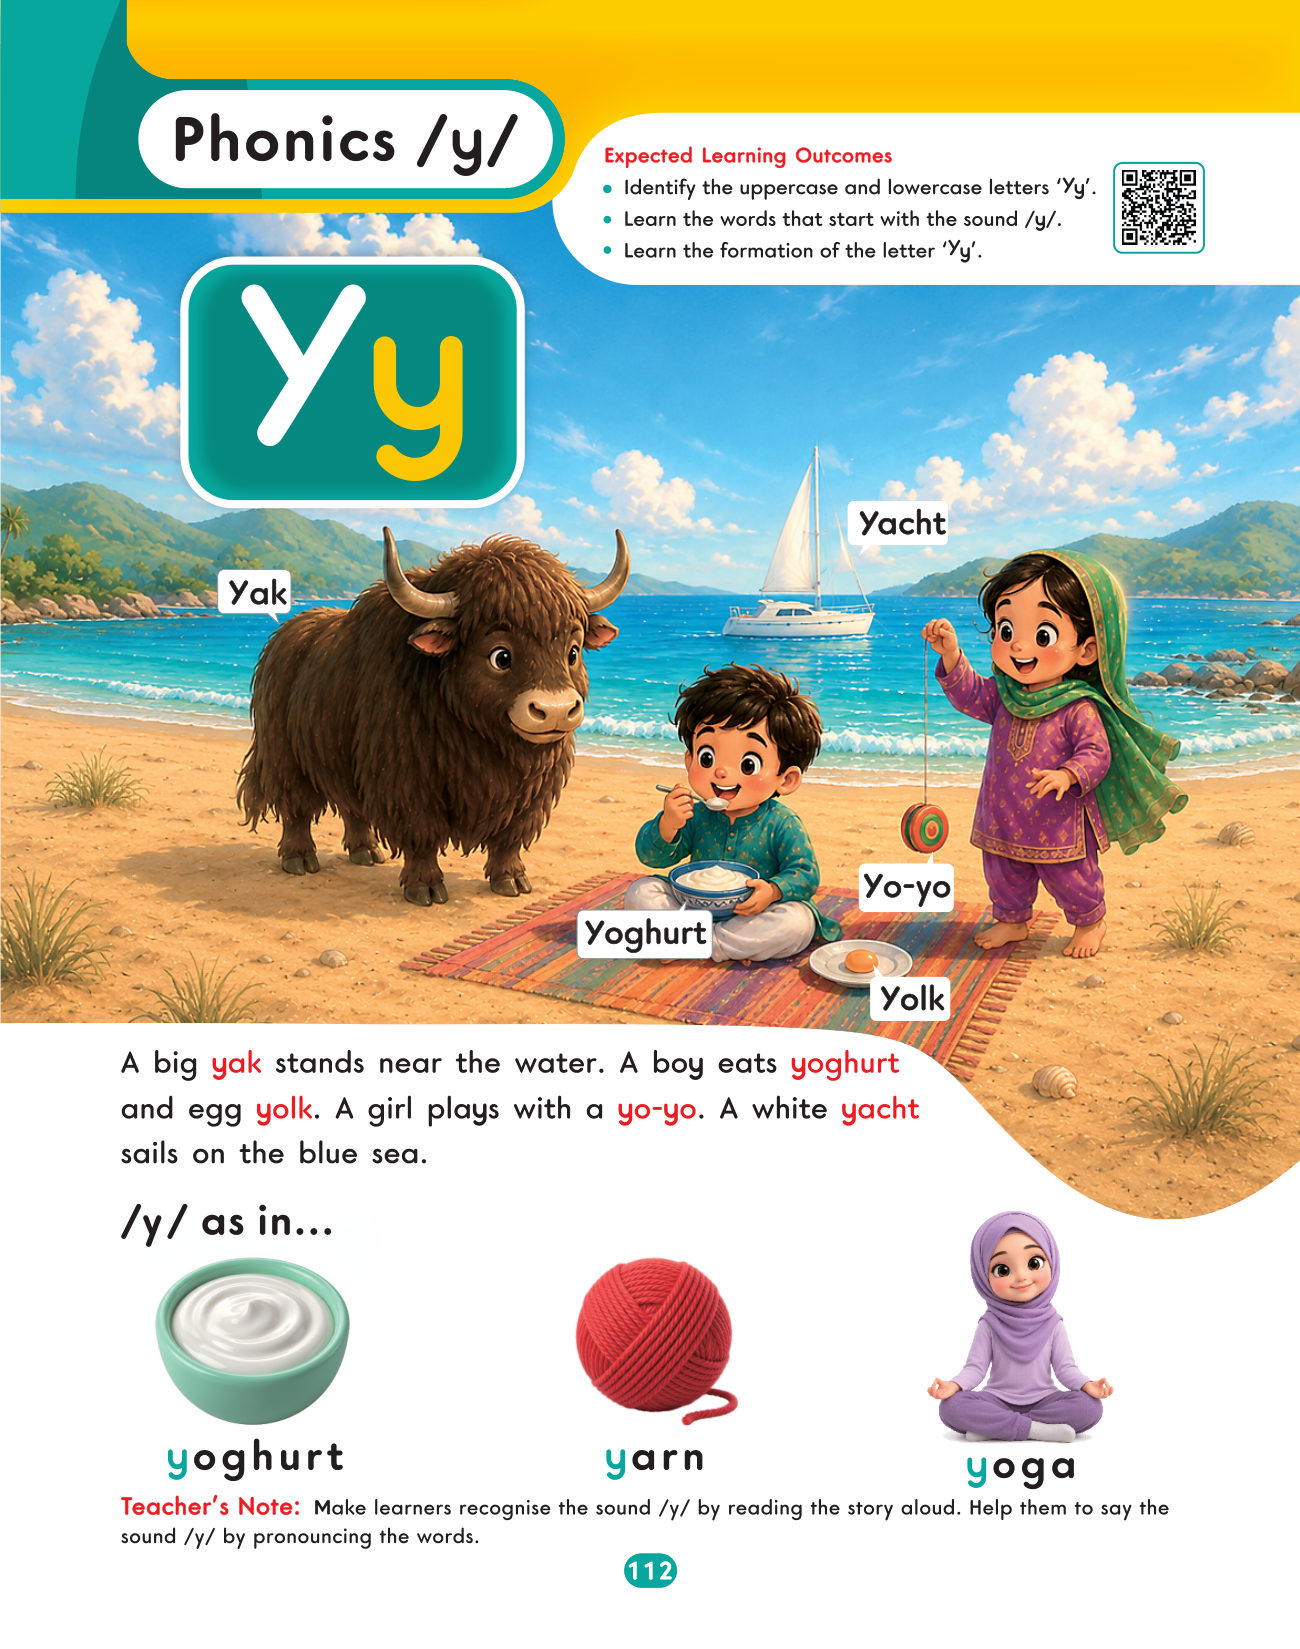 Phonics /y/
Expected Learning Outcomes
• Identify the uppercase and lowercase letters ‘Yy’.
• Learn the words that start with the sound /y/.
• Learn the formation of the letter ‘Yy’.
Yy
Yacht
Yak
Yo-yo
Yoghurt
Yolk
A big yak stands near the water. A boy eats yoghurt
and egg yolk. A girl plays with a yo-yo. A white yacht
sails on the blue sea.
/y/ as in...
yoghurt
yarn
yoga
Teacher’s Note: Make learners recognise the sound /y/ by reading the story aloud. Help them to say the
sound /y/ by pronouncing the words.
112